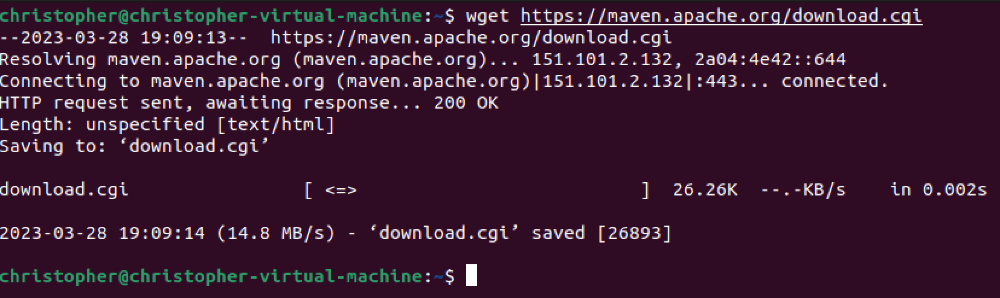 christopher@christopher-virtual-machine:~$ wget https://maven.apache.org/download.cgi
--2023-03-28 19:09:13--  https://maven.apache.org/download.cgi
Resolving maven.apache.org (maven.apache.org)... 151.101.2.132, 2a04:4e42::644
Connecting to maven.apache.org (maven.apache.org)|151.101.2.132|:443... connected.
HTTP request sent, awaiting response... 200 OK
Length: unspecified [text/html]
Saving to: ‘download.cgi’
download.cgi                [ <=>                          ]  26.26K  --.-KB/s    in 0.002s
2023-03-28 19:09:14 (14.8 MB/s) - ‘download.cgi’ saved [26893]
christopher@christopher-virtual-machine:~$